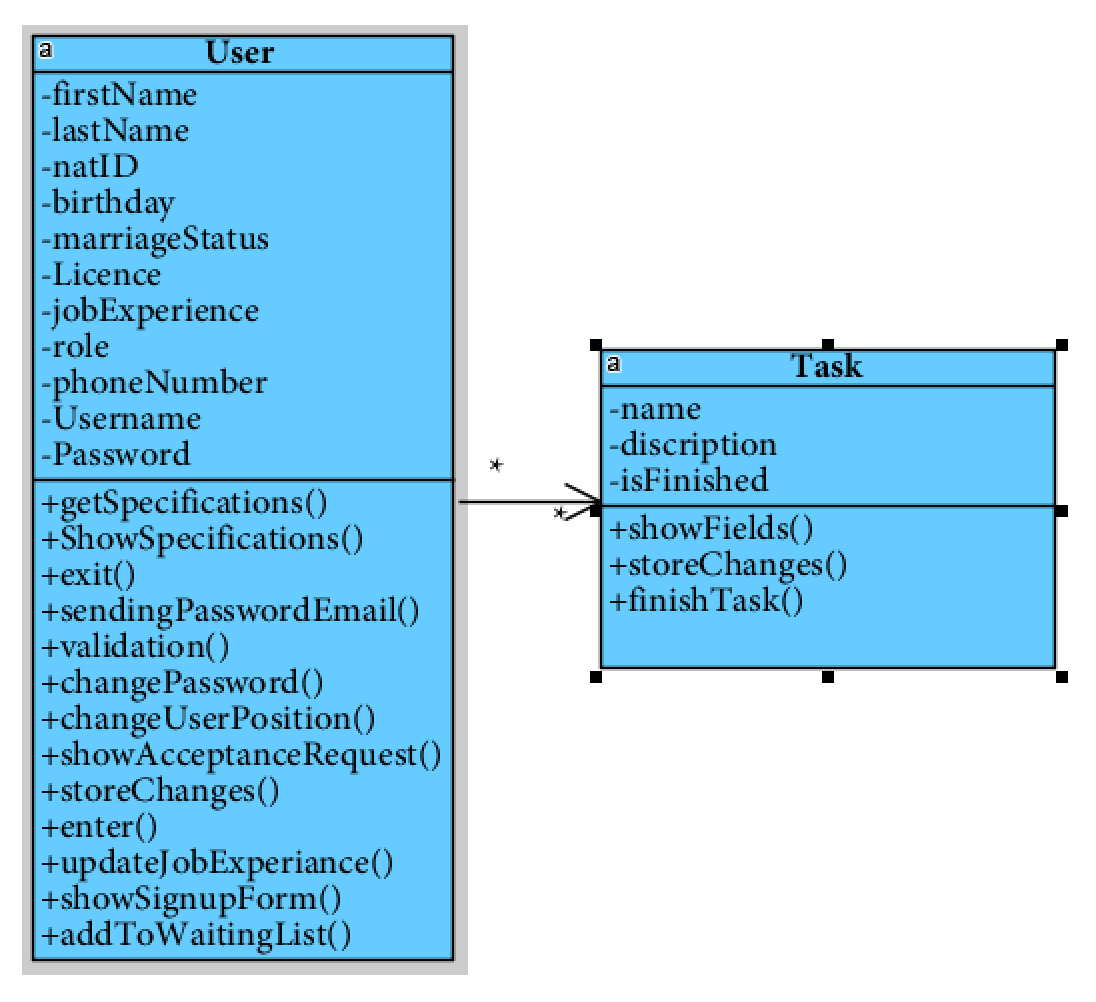 a
User
-firstName
-lastName
-natID
-birthday
-marriageStatus
-Licence
-jobExperience
-role
-phoneNumber
-Username
-Password
+getSpecifications()
+ShowSpecifications()
+exit()
+sendingPasswordEmail()
+validation()
+changePassword()
+changeUserPosition()
+showAcceptanceRequest()
+storeChanges()
+enter()
+updateJobExperiance()
+showSignupForm()
+addToWaitingList()
*
*
a
Task
-name
-discription
-isFinished
+showFields()
+storeChanges()
+finishTask()